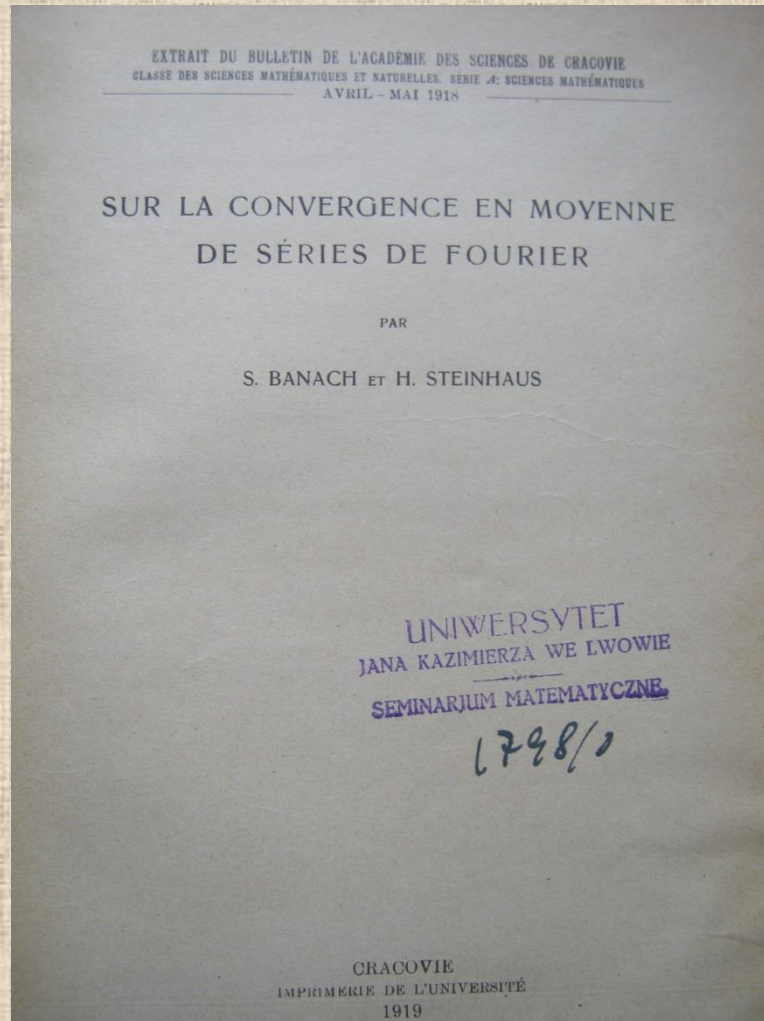 EXTRAIT DU BULLETIN DE L'ACADÉMIE DES SCIENCES DE CRACOVIE
CLASSE DES SCIENCES MATHÉMATIQUES ET NATURELLES. SÉRIE A: SCIENCES MATHÉMATIQUES
AVRIL - MAI 1918
SUR LA CONVERGENCE EN MOYENNE
DE SÉRIES DE FOURIER
PAR
S. BANACH ET H. STEINHAUS
UNIWERSYTET
JANA KAZIMIERZA WE LWOWIE
SEMINARJUM MATEMATYCZNE
1798/
CRACOVIE
IMPRIMERIE DE L'UNIVERSITÉ
1919